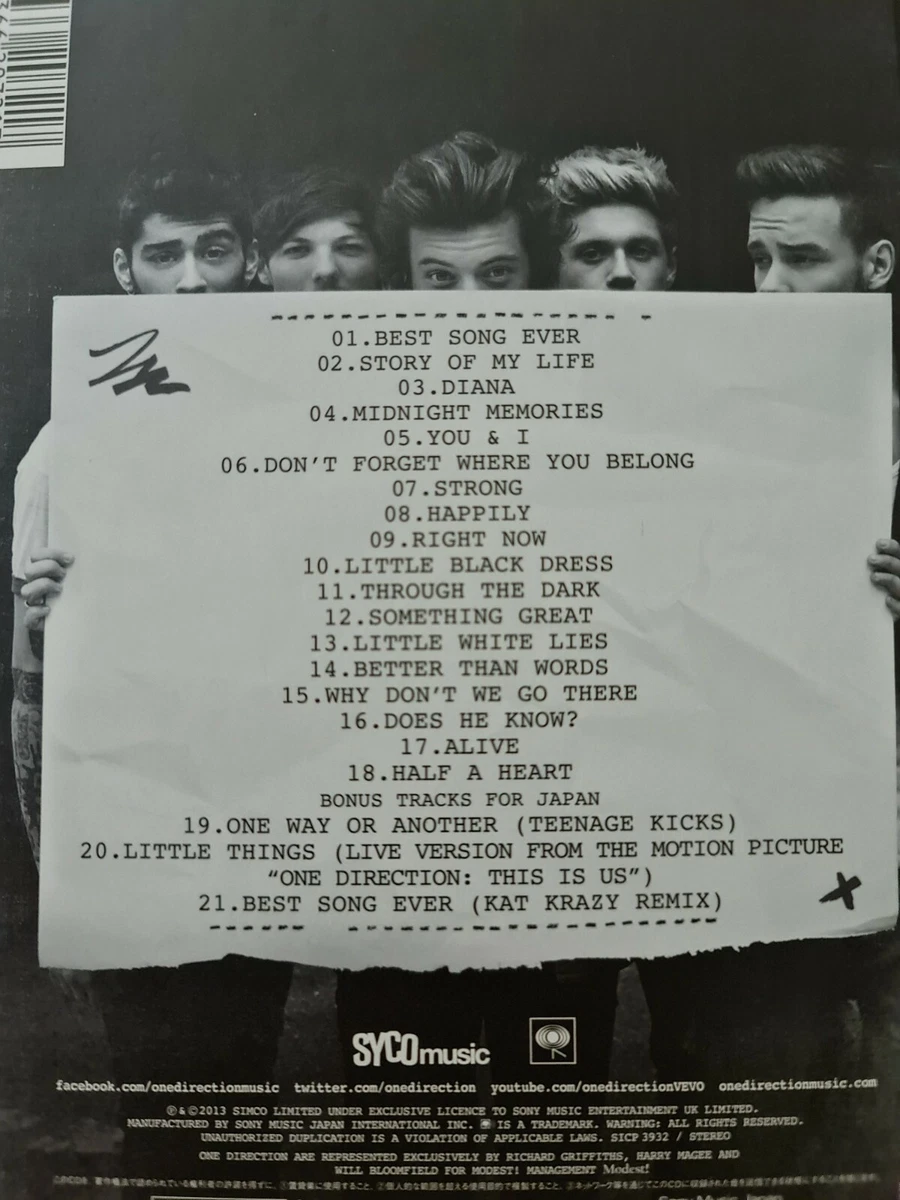 01.BEST SONG EVER
02.STORY OF MY LIFE
03.DIANA
04.MIDNIGHT MEMORIES
05.YOU & I
06.DON'T FORGET WHERE YOU BELONG
07.STRONG
08.HAPPILY
09.RIGHT NOW
10.LITTLE BLACK DRESS
11.THROUGH THE DARK
12.SOMETHING GREAT
13.LITTLE WHITE LIES
14.BETTER THAN WORDS
15.WHY DON'T WE GO THERE
16.DOES HE KNOW?
17.ALIVE
18.HALF A HEART
BONUS TRACKS FOR JAPAN
19.ONE WAY OR ANOTHER (TEENAGE KICKS)
20.LITTLE THINGS (LIVE VERSION FROM THE MOTION PICTURE
"ONE DIRECTION: THIS IS US")
21.BEST SONG EVER (KAT KRAZY REMIX)
SYCO music
facebook.com/onedirectionmusic twitter.com/onedirection youtube.com/onedirectionVEVO onedirectionmusic.com
℗&©2013 SIMCO LIMITED UNDER EXCLUSIVE LICENCE TO SONY MUSIC ENTERTAINMENT UK LIMITED.
MANUFACTURED BY SONY MUSIC JAPAN INTERNATIONAL INC. IS A TRADEMARK. WARNING: ALL RIGHTS RESERVED.
UNAUTHORIZED DUPLICATION IS A VIOLATION OF APPLICABLE LAWS. SICP 3932 / STEREO
ONE DIRECTION ARE REPRESENTED EXCLUSIVELY BY RICHARD GRIFFITHS, HARRY MAGEE AND
WILL BLOOMFIELD FOR MODEST! MANAGEMENT Modest!